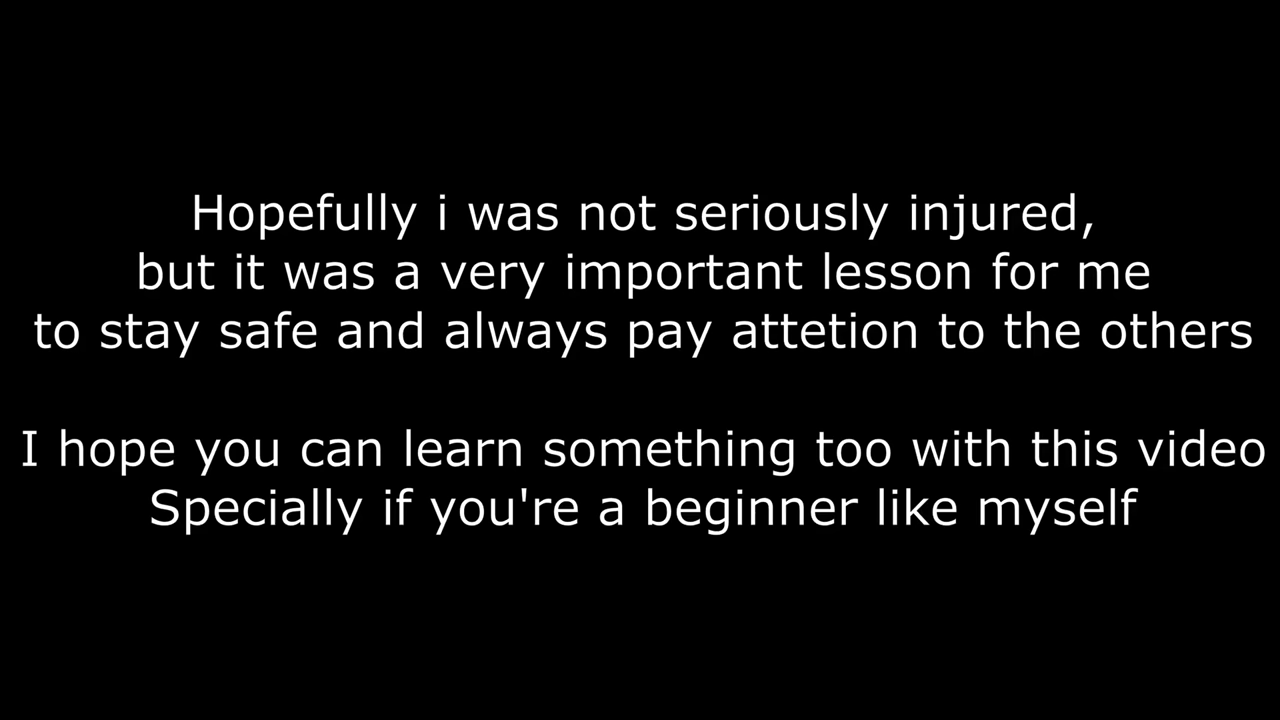 Hopefully i was not seriously injured,
but it was a very important lesson for me
to stay safe and always pay attetion to the others
I hope you can learn something too with this video
Specially if you're a beginner like myself